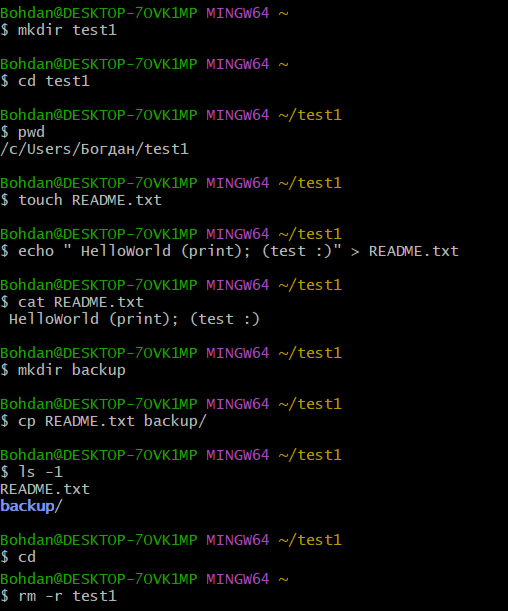 Bohdan@DESKTOP-7OVK1MP MINGW64 ~
$ mkdir test1
Bohdan@DESKTOP-7OVK1MP MINGW64 ~
$ cd test1
Bohdan@DESKTOP-7OVK1MP MINGW64 ~/test1
$ pwd
/c/Users/Богдан/test1
Bohdan@DESKTOP-7OVK1MP MINGW64 ~/test1
$ touch README.txt
Bohdan@DESKTOP-7OVK1MP MINGW64 ~/test1
$ echo " HelloWorld (print); (test :)" > README.txt
Bohdan@DESKTOP-7OVK1MP MINGW64 ~/test1
$ cat README.txt
 HelloWorld (print); (test :)
Bohdan@DESKTOP-7OVK1MP MINGW64 ~/test1
$ mkdir backup
Bohdan@DESKTOP-7OVK1MP MINGW64 ~/test1
$ cp README.txt backup/
Bohdan@DESKTOP-7OVK1MP MINGW64 ~/test1
$ ls -1
README.txt
backup/
Bohdan@DESKTOP-7OVK1MP MINGW64 ~/test1
$ cd
Bohdan@DESKTOP-7OVK1MP MINGW64 ~
$ rm -r test1